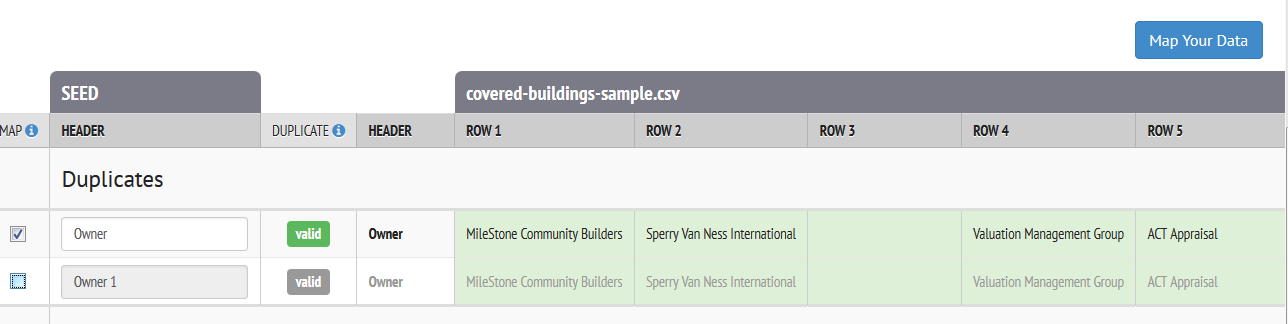 Map Your Data
SEED covered-buildings-sample.csv
MAP HEADER DUPLICATE HEADER ROW 1 ROW 2 ROW 3 ROW 4 ROW 5
Duplicates
Owner valid Owner MileStone Community Builders Sperry Van Ness International Valuation Management Group ACT Appraisal
Owner 1 valid Owner MileStone Community Builders Sperry Van Ness International Valuation Management Group ACT Appraisal